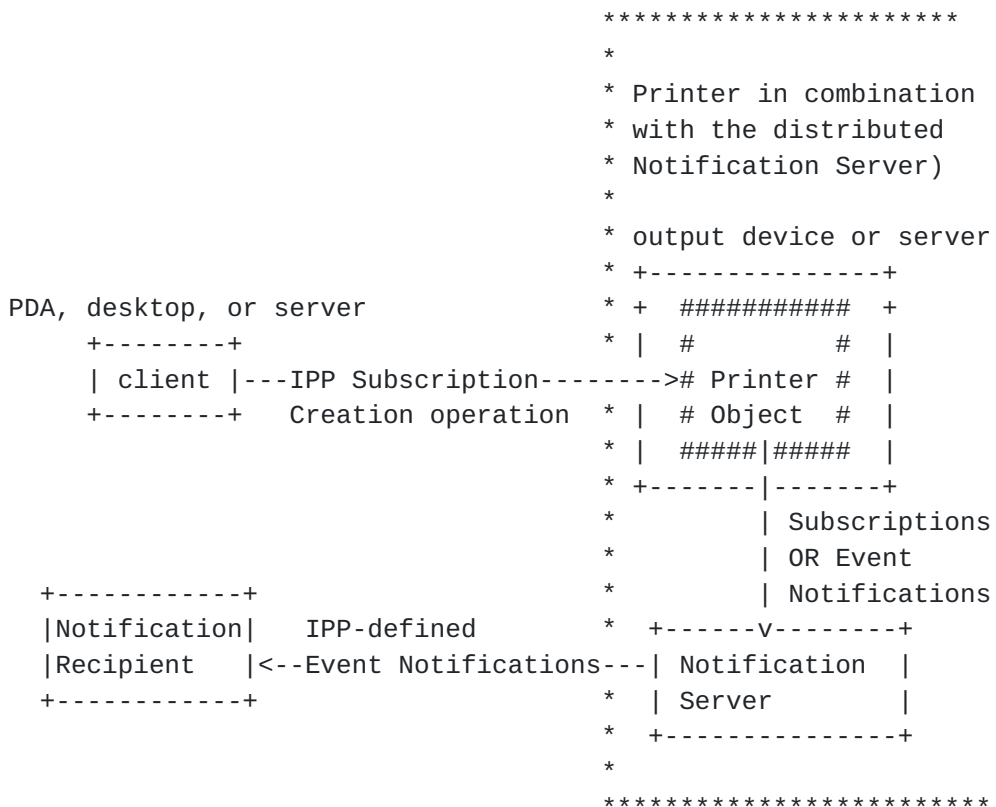 ***********************
                                      *
                                      * Printer in combination
                                      * with the distributed
                                      * Notification Server)
                                      *
                                      * output device or server
                                      * +---------------+
PDA, desktop, or server               * +  ###########  +
     +--------+                       * |  #         #  |
     | client |---IPP Subscription--------># Printer #  |
     +--------+   Creation operation  * |  # Object  #  |
                                      * |  #####|#####  |
                                      * +-------|-------+
                                      *         | Subscriptions
                                      *         | OR Event
  +------------+                      *         | Notifications
  |Notification|   IPP-defined        *  +------v--------+
  |Recipient   |<--Event Notifications---| Notification  |
  +------------+                      *  | Server        |
                                      *  +---------------+
                                      *
                                      *************************